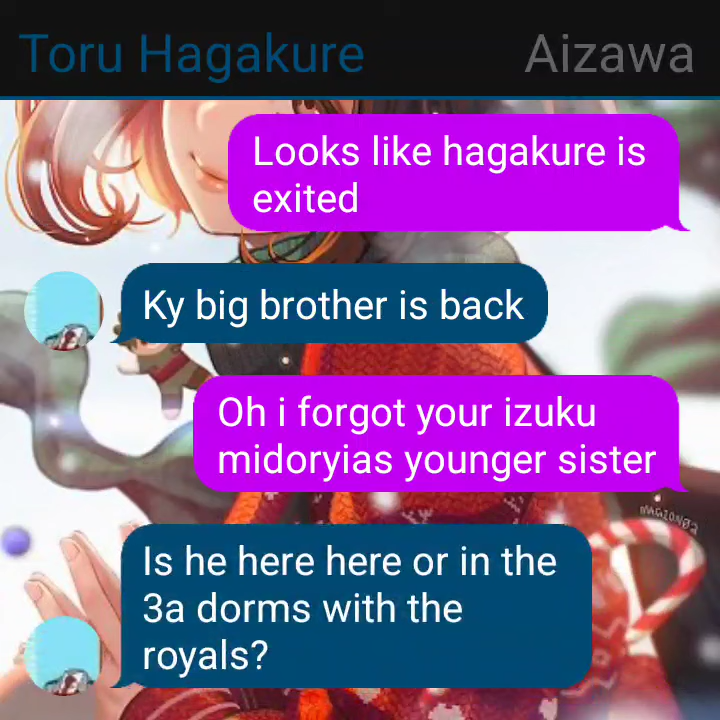 Toru Hagakure Aizawa
Looks like hagakure is
exited
Ky big brother is back
Oh i forgot your izuku
midoryias younger sister
Is he here here or in the
3a dorms with the
royals?